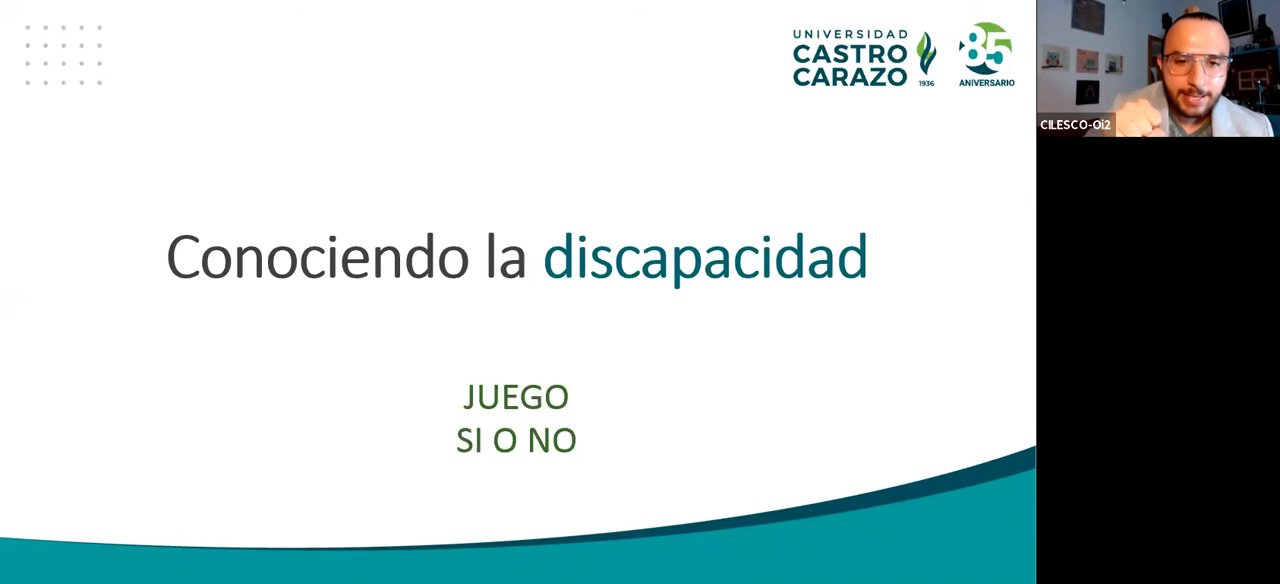 UNIVERSIDAD
CASTRO
CARAZO
1936
85
ANIVERSARIO
CILESCO-Oi2
Conociendo la discapacidad
JUEGO
SI O NO